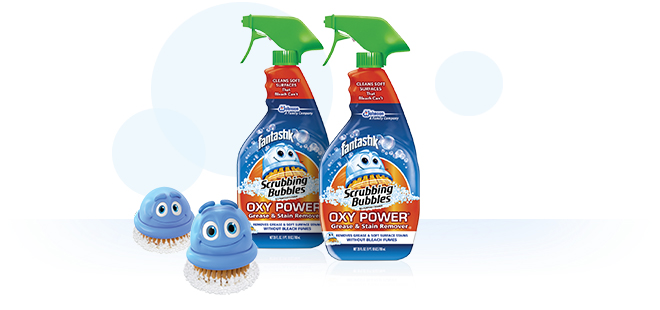 CLEANS SOFT
SURFACES
That
Bleach Can't
SC Johnson
A Family Company
fantastik
Scrubbing
Bubbles
OXY POWER
Grease & Stain Remover
REMOVES GREASE & SOFT SURFACE STAINS
WITHOUT BLEACH FUMES
CLEANS SOFT
SURFACES
That
Bleach Can't
SC Johnson
A Family Company
fantastik
Scrubbing
Bubbles
OXY POWER
Grease & Stain Remover
REMOVES GREASE & SOFT SURFACE STAINS
WITHOUT BLEACH FUMES